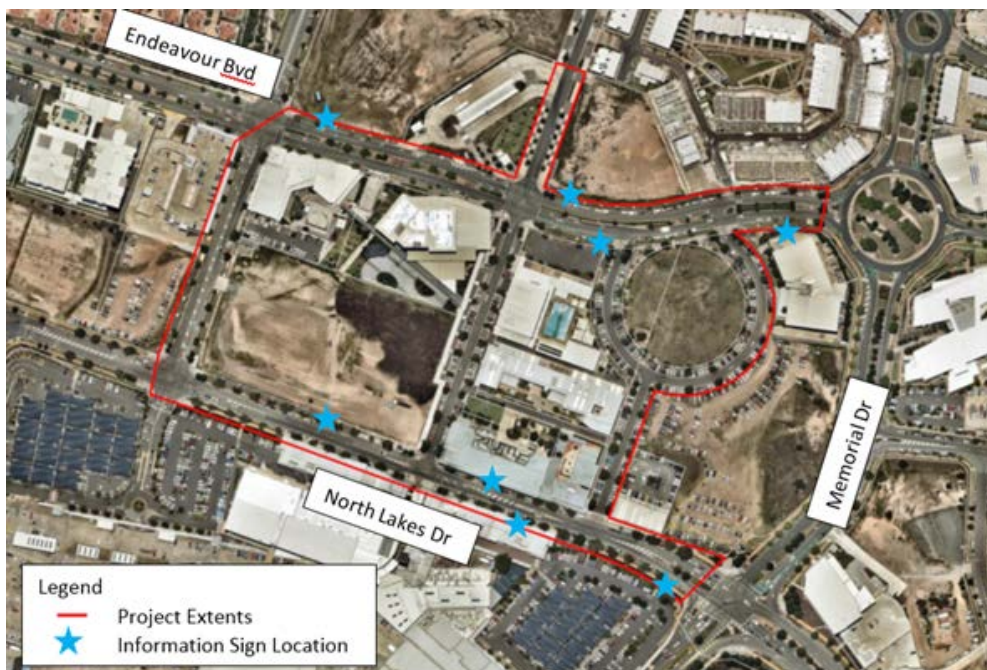 Endeavour
Bvd
North Lakes Dr
Memorial Dr
Legend
Project Extents
Information Sign Location